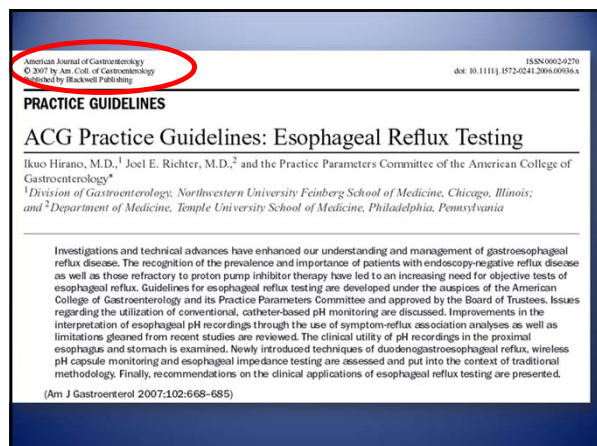 American Journal of Gastroenterology
© 2007 by Am. Coll. of Gastroenterology
Published by Blackwell Publishing
ISSN 0002-9270
doi: 10.1111/j.1572-0241.2006.00936.x
PRACTICE GUIDELINES
ACG Practice Guidelines: Esophageal Reflux Testing
Ikuo Hirano, M.D.,1 Joel E. Richter, M.D.,2 and the Practice Parameters Committee of the American College of
Gastroenterology*
1Division of Gastroenterology, Northwestern University Feinberg School of Medicine, Chicago, Illinois;
and 2Department of Medicine, Temple University School of Medicine, Philadelphia, Pennsylvania
Investigations and technical advances have enhanced our understanding and management of gastroesophageal
reflux disease. The recognition of the prevalence and importance of patients with endoscopy-negative reflux disease
as well as those refractory to proton pump inhibitor therapy have led to an increasing need for objective tests of
esophageal reflux. Guidelines for esophageal reflux testing are developed under the auspices of the American
College of Gastroenterology and its Practice Parameters Committee and approved by the Board of Trustees. Issues
regarding the utilization of conventional, catheter-based pH monitoring are discussed. Improvements in the
interpretation of esophageal pH recordings through the use of symptom-reflux association analyses as well as
limitations gleaned from recent studies are reviewed. The clinical utility of pH recordings in the proximal
esophagus and stomach is examined. Newly introduced techniques of duodenogastroesophageal reflux, wireless
pH capsule monitoring and esophageal impedance testing are assessed and put into the context of traditional
methodology. Finally, recommendations on the clinical applications of esophageal reflux testing are presented.
(Am J Gastroenterol 2007;102:668–685)